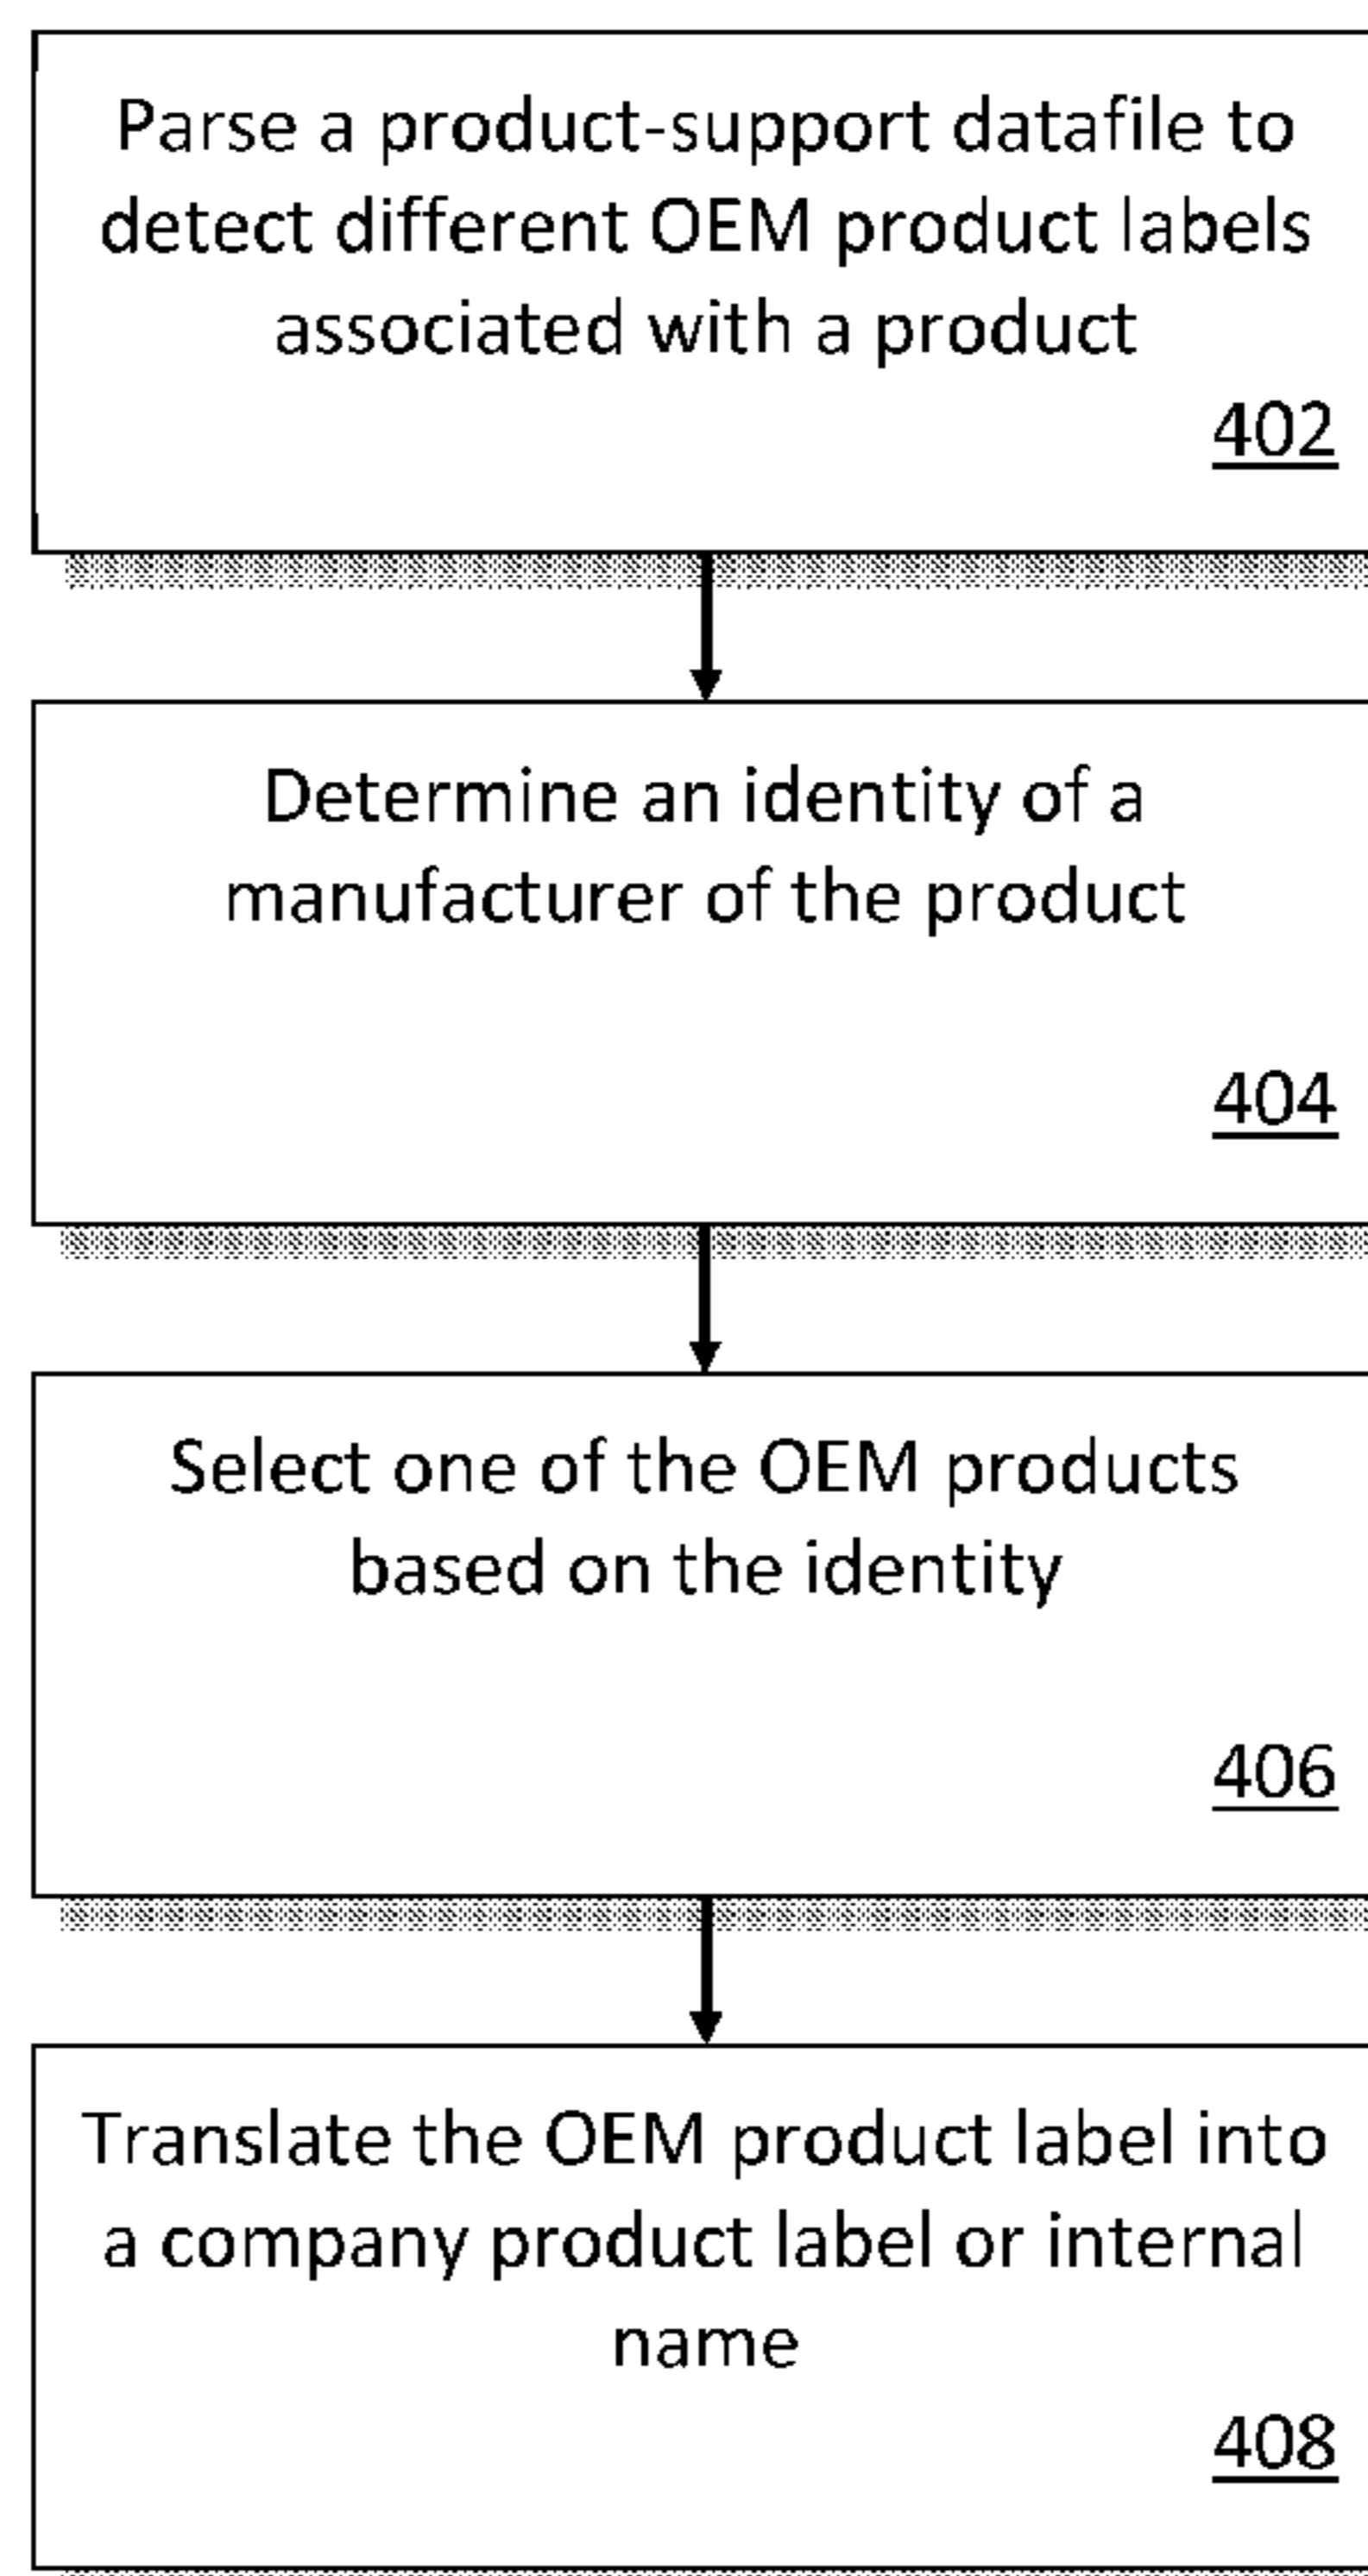 Parse a product-support datafile to
detect different OEM product labels
associated with a product
402
Determine an identity of a
manufacturer of the product
404
Select one of the OEM products
based on the identity
406
Translate the OEM product label into
a company product label or internal
name
408